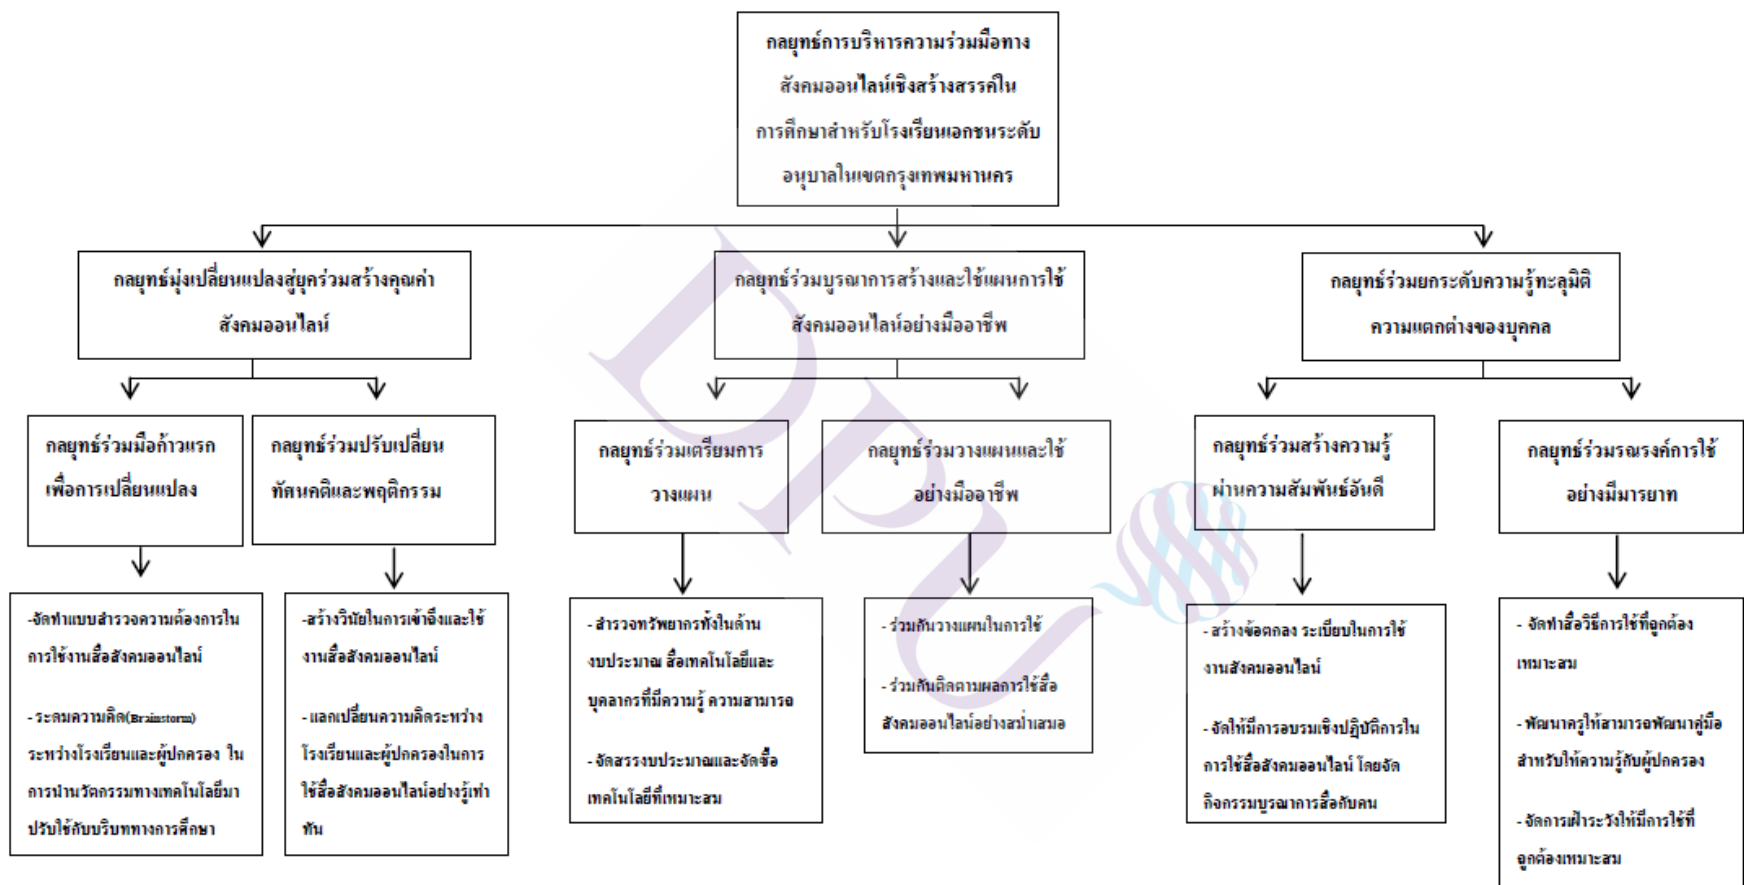 กลยุทธ์การบริหารความร่วมมือทาง
สังคมออนไลน์เชิงสร้างสรรค์ใน
การศึกษาสำหรับโรงเรียนเอกชนระดับ
อนุบาลในเขตกรุงเทพมหานคร
กลยุทธ์มุ่งเปลี่ยนแปลงสู่ยุคร่วมสร้างคุณค่า
สังคมออนไลน์
กลยุทธ์ร่วมบูรณาการสร้างและใช้แผนการใช้
สังคมออนไลน์อย่างมืออาชีพ
กลยุทธ์ร่วมยกระดับความรู้ทะลุมิติ
ความแตกต่างของบุคคล
กลยุทธ์ร่วมมือก้าวแรก
เพื่อการเปลี่ยนแปลง
กลยุทธ์ร่วมปรับเปลี่ยน
ทัศนคติและพฤติกรรม
กลยุทธ์ร่วมเตรียมการ
วางแผน
กลยุทธ์ร่วมวางแผนและใช้
อย่างมืออาชีพ
กลยุทธ์ร่วมสร้างความรู้
ผ่านความสัมพันธ์อันดี
กลยุทธ์ร่วมรณรงค์การใช้
อย่างมีมารยาท
-จัดทำแบบสำรวจความต้องการใน
การใช้งานสื่อสังคมออนไลน์
- ระดมความคิด(Brainstorm)
ระหว่างโรงเรียนและผู้ปกครอง ใน
การนำนวัตกรรมทางเทคโนโลยีมา
ปรับใช้กับบริบททางการศึกษา
-สร้างวินัยในการเข้าถึงและใช้
งานสื่อสังคมออนไลน์
- แลกเปลี่ยนความคิดระหว่าง
โรงเรียนและผู้ปกครองในการ
ใช้สื่อสังคมออนไลน์อย่างรู้เท่า
ทัน
- สำรวจทรัพยากรทั้งในด้าน
งบประมาณ สื่อเทคโนโลยีและ
บุคลากรที่มีความรู้ ความสามารถ
- จัดสรรงบประมาณและจัดซื้อ
เทคโนโลยีที่เหมาะสม
- ร่วมกันวางแผนในการใช้
- ร่วมกันติดตามผลการใช้สื่อ
สังคมออนไลน์อย่างสม่ำเสมอ
- สร้างข้อตกลง ระเบียบในการใช้
งานสังคมออนไลน์
- จัดให้มีการอบรมเชิงปฏิบัติการใน
การใช้สื่อสังคมออนไลน์ โดยจัด
กิจกรรมบูรณาการสื่อกับคน
- จัดทำสื่อวิธีการใช้ที่ถูกต้อง
เหมาะสม
- พัฒนาครูให้สามารถพัฒนาคู่มือ
สำหรับให้ความรู้กับผู้ปกครอง
- จัดการเฝ้าระวังให้มีการใช้ที่
ถูกต้องเหมาะสม
DPU